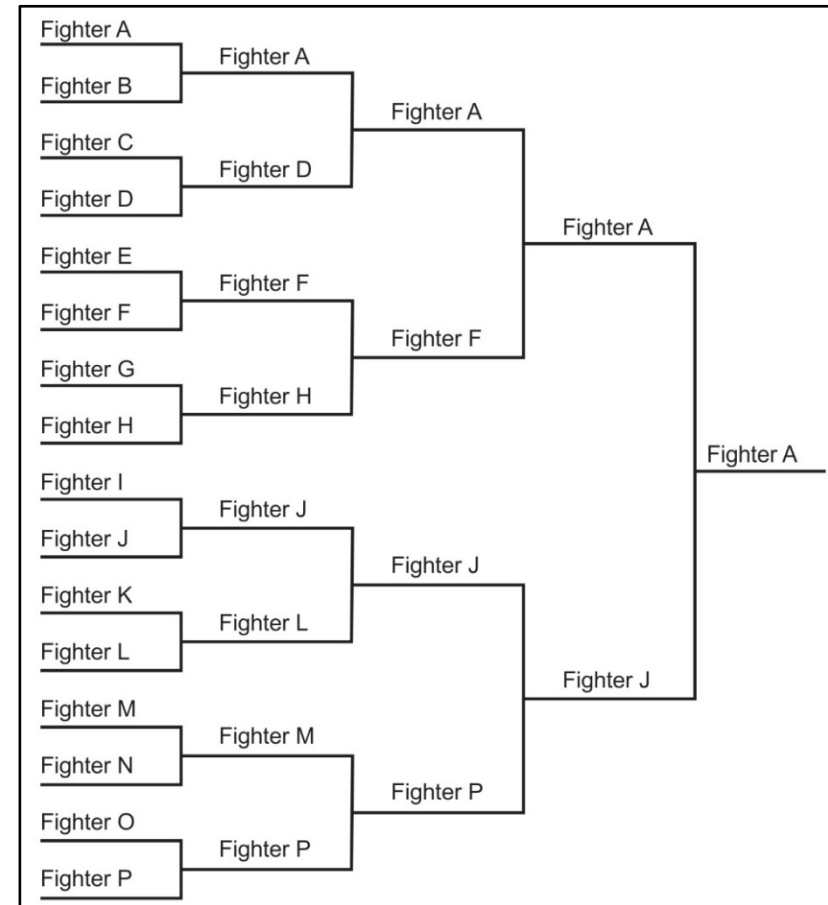 Fighter A
Fighter B
Fighter C
Fighter D
Fighter E
Fighter F
Fighter G
Fighter H
Fighter I
Fighter J
Fighter K
Fighter L
Fighter M
Fighter N
Fighter O
Fighter P
Fighter A
Fighter D
Fighter F
Fighter H
Fighter J
Fighter L
Fighter M
Fighter P
Fighter A
Fighter F
Fighter J
Fighter P
Fighter A
Fighter J
Fighter A